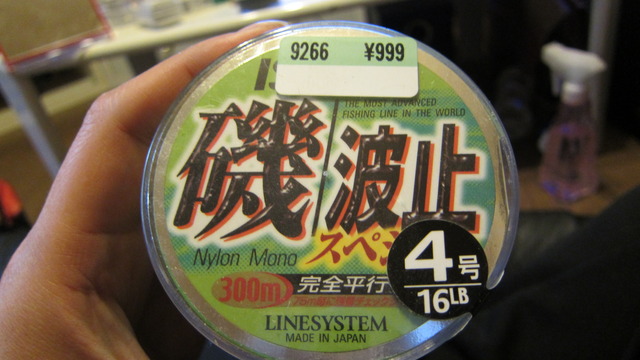 9266 ¥999
IS
THE MOST ADVANCED
FISHING LINE IN THE WORLD
磯 波止
Nylon Mono スペシ
4号
16LB
300m 完全平行
LINESYSTEM
MADE IN JAPAN